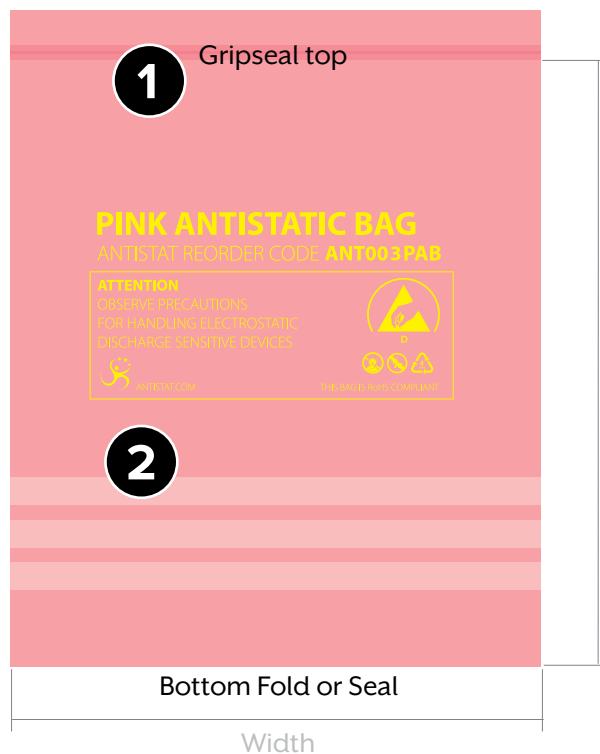 Gripseal top
1
PINK ANTISTATIC BAG
ANTISTAT REORDER CODE ANT003PAB
ATTENTION
OBSERVE PRECAUTIONS
FOR HANDLING ELECTROSTATIC
DISCHARGE SENSITIVE DEVICES
D
ANTISTAT.COM
THIS BAG IS RoHS COMPLIANT
2
Bottom Fold or Seal
Width